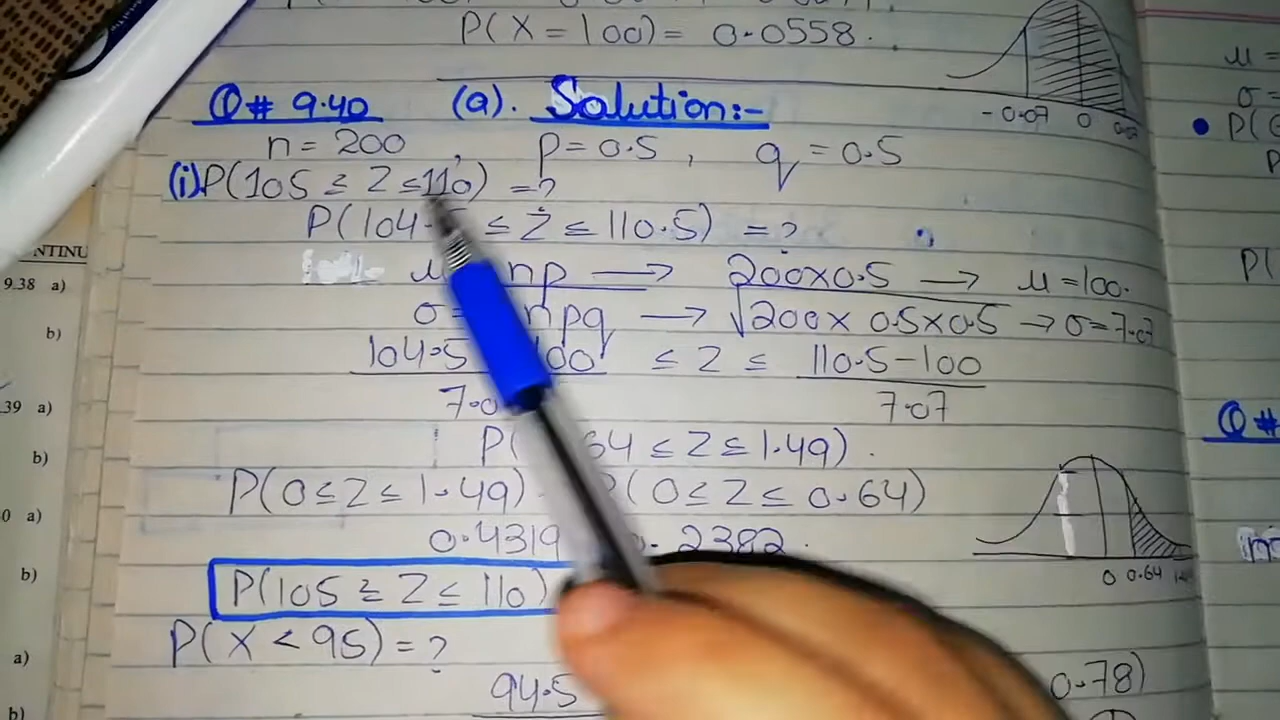 P(X=100) = 0.0558.
-0.07 0
Q# 9.40 (a). Solution:-
n = 200, p = 0.5, q = 0.5
(i) P(105 ≥ Z ≤ 110) = ?
P(104. ≤ Z ≤ 110.5) = ?
μ np → 200×0.5 → μ = 100.
σ = npq → √200× 0.5×0.5 → σ = 7.07
104.5 100 ≤ Z ≤ 110.5-100
7.0 7.07
P( 64 ≤ Z ≤ 1.49).
P(0 ≤ Z ≤ 1.49) P(0 ≤ Z ≤ 0.64)
0.4319 0.2382.
0 0.64
P(105 ≥ Z ≤ 110)
P(X < 95) = ?
94.5
0.78)
NTINU
9.38 a)
b)
39 a)
b)
0 a)
b)
a)
b)
μ =
σ =
P(
P(
Q#